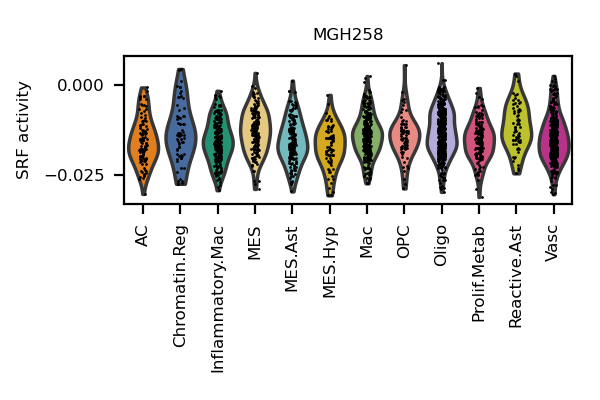 MGH258
SRF activity
0.000
−0.025
AC
Chromatin.Reg
Inflammatory.Mac
MES
MES.Ast
MES.Hyp
Mac
OPC
Oligo
Prolif.Metab
Reactive.Ast
Vasc